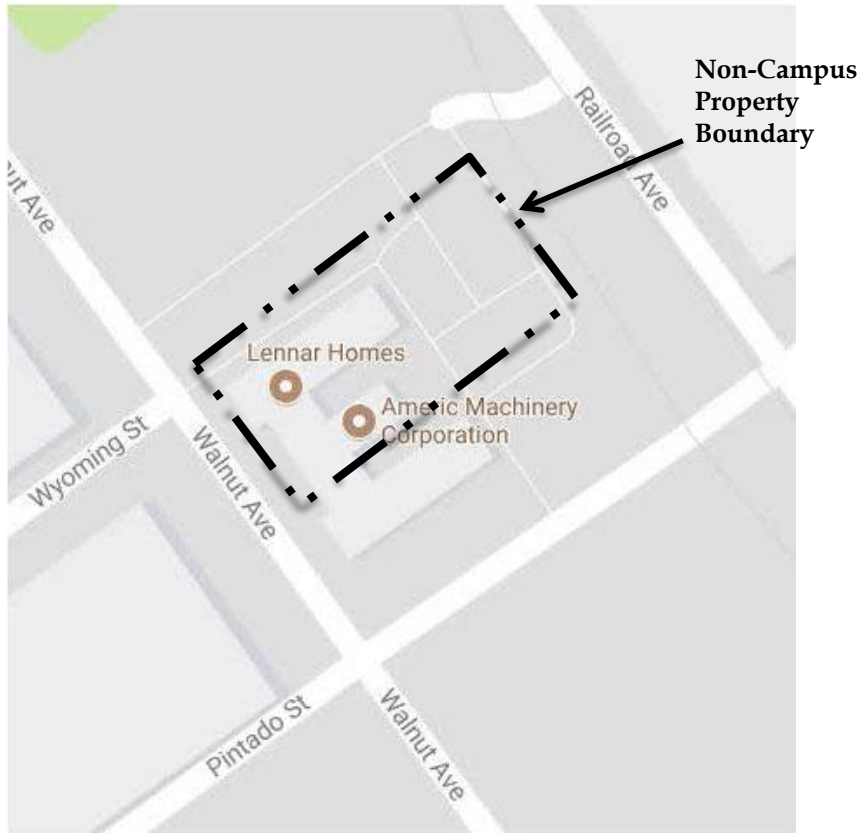 Non-Campus
Property
Boundary
Railroad Ave
Ave
Lennar Homes
Americ Machinery
Corporation
Wyoming St
Walnut Ave
Pintado St
Walnut Ave